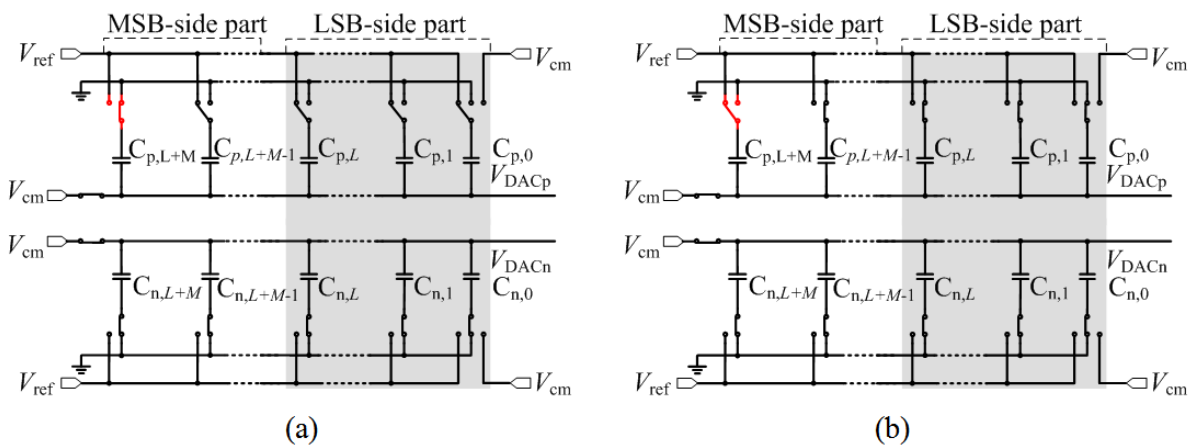 MSB-side part LSB-side part
V_ref V_cm
C_p,L+M C_p,L+M-1 C_p,L C_p,1 C_p,0
V_cm V_DACp
V_cm V_DACn
C_n,L+M C_n,L+M-1 C_n,L C_n,1 C_n,0
V_ref V_cm
(a)
MSB-side part LSB-side part
V_ref V_cm
C_p,L+M C_p,L+M-1 C_p,L C_p,1 C_p,0
V_cm V_DACp
V_cm V_DACn
C_n,L+M C_n,L+M-1 C_n,L C_n,1 C_n,0
V_ref V_cm
(b)